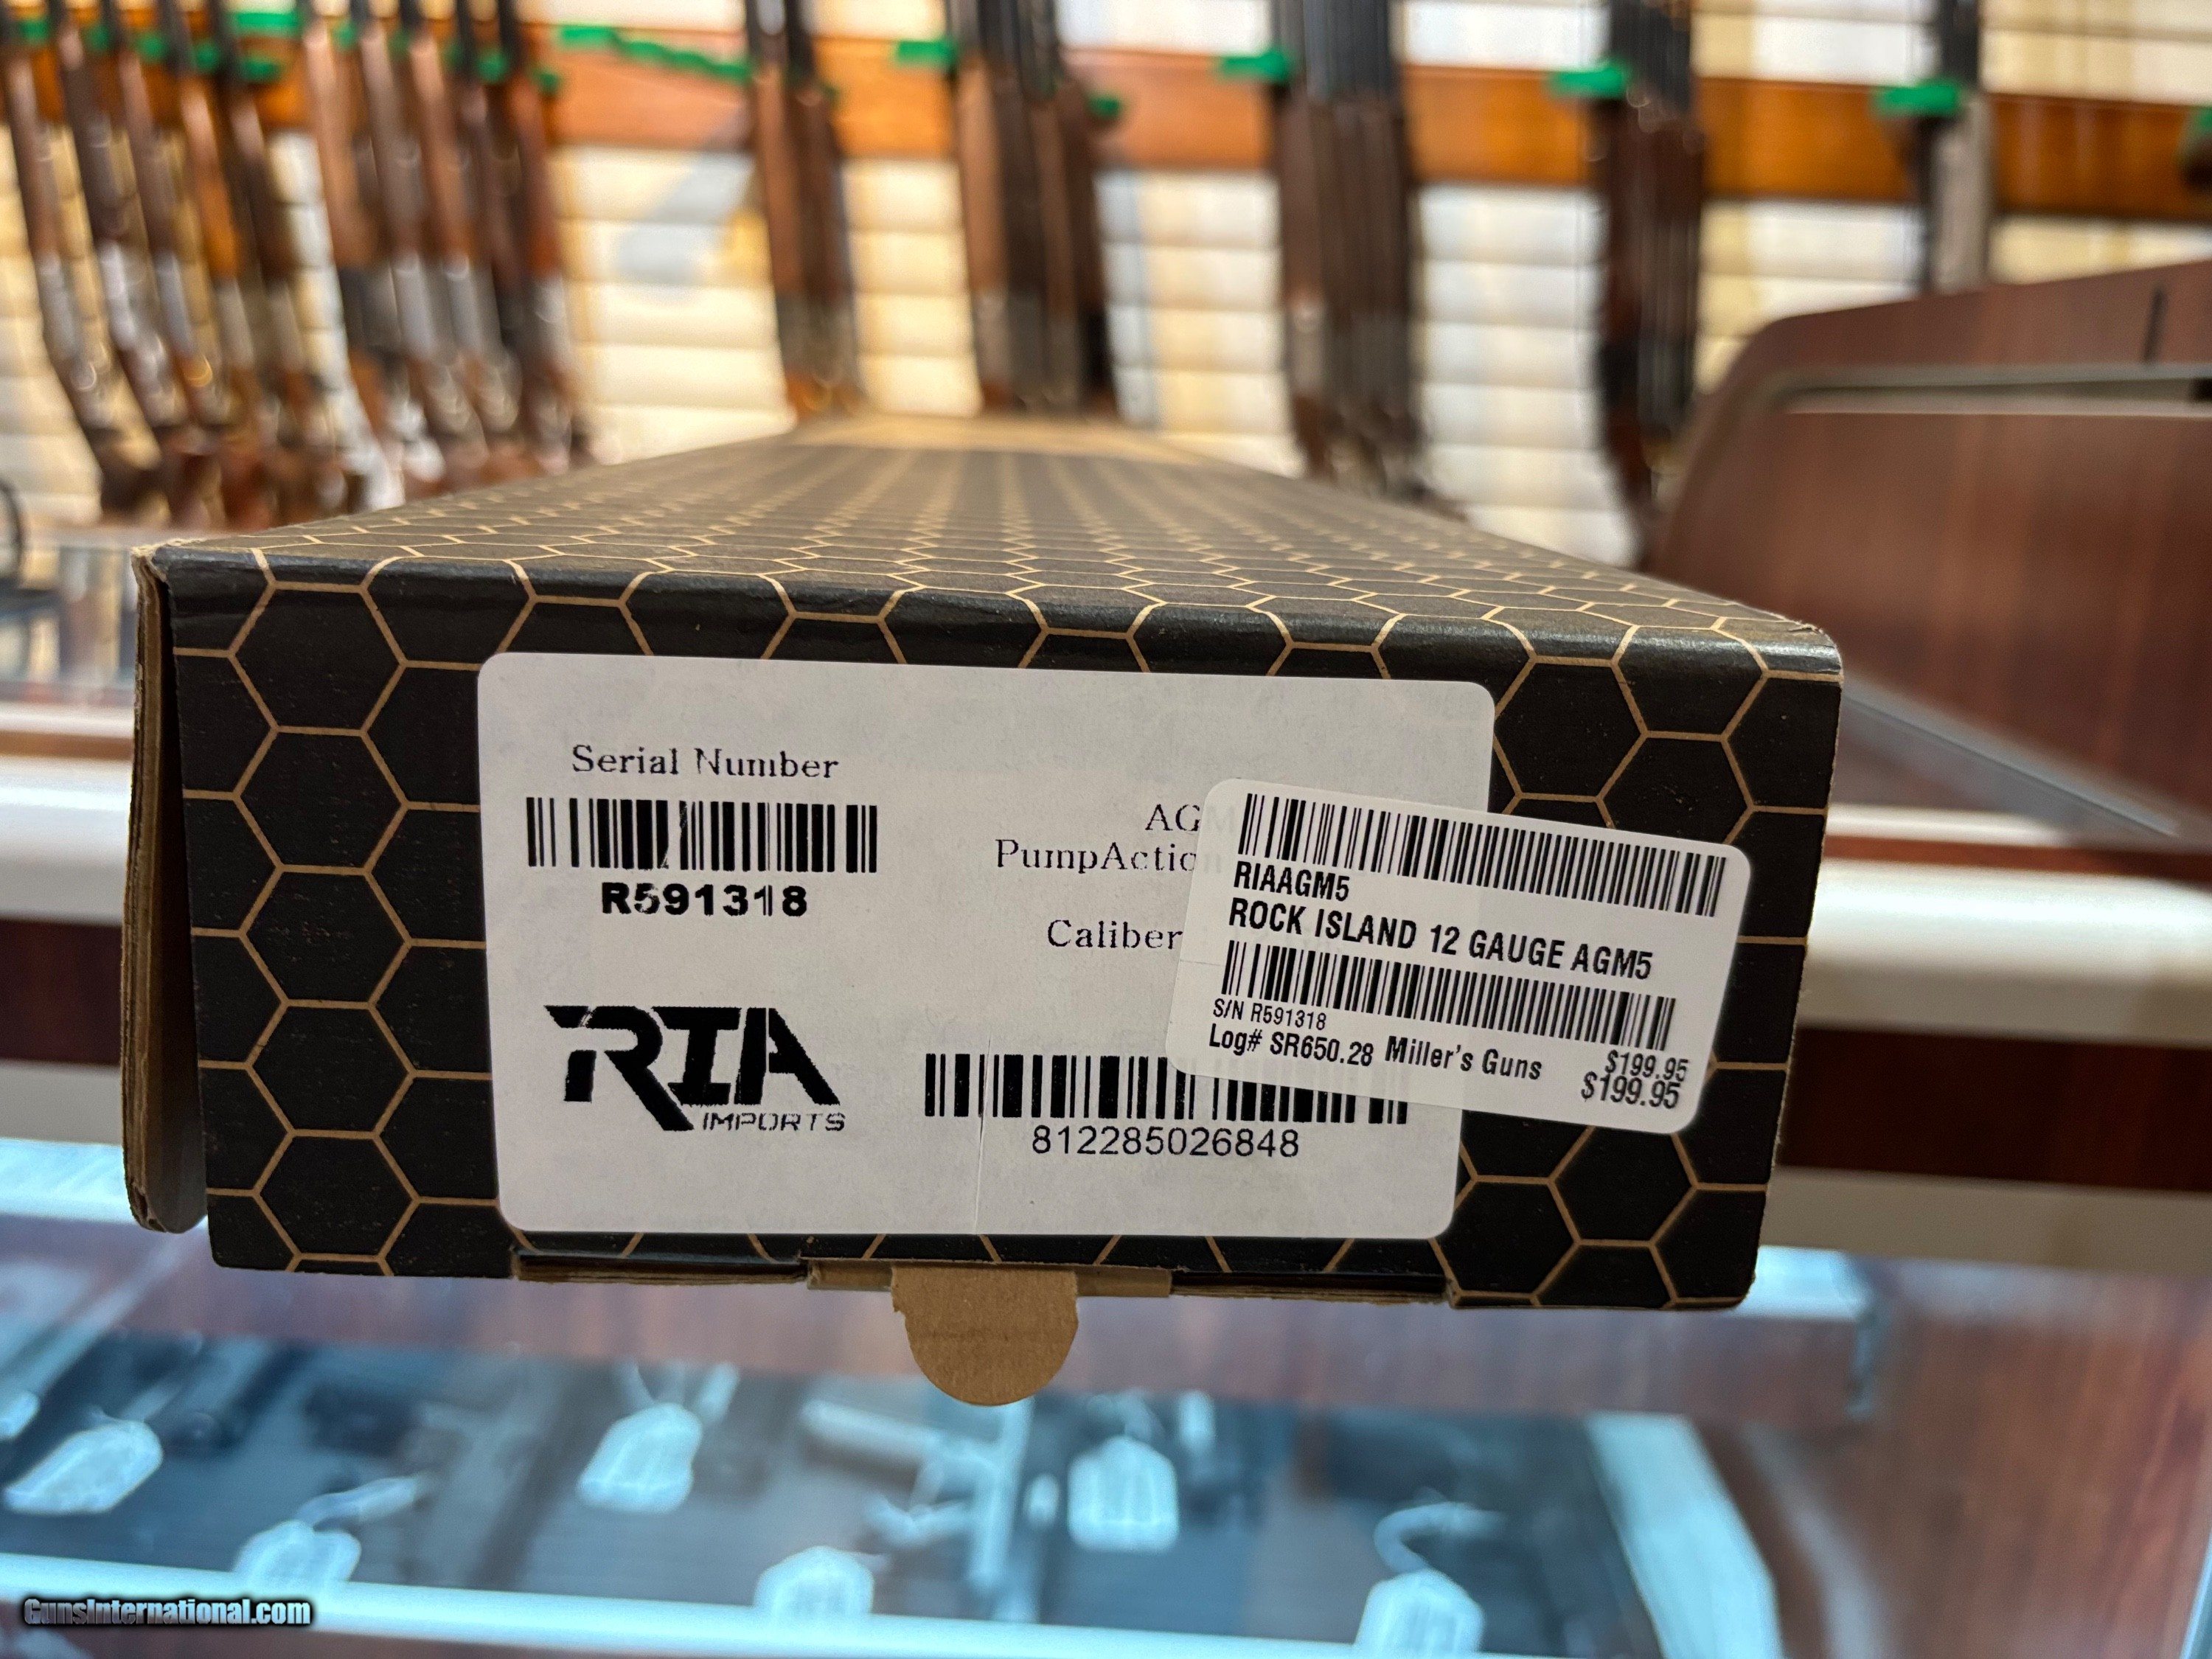 Serial Number
R591318
AGM
PumpAction
Caliber
RIA
IMPORTS
812285026848
RIAAGM5
ROCK ISLAND 12 GAUGE AGM5
S/N R591318
Log# SR650.28 Miller's Guns
$199.95
$199.95
GunsInternational.com